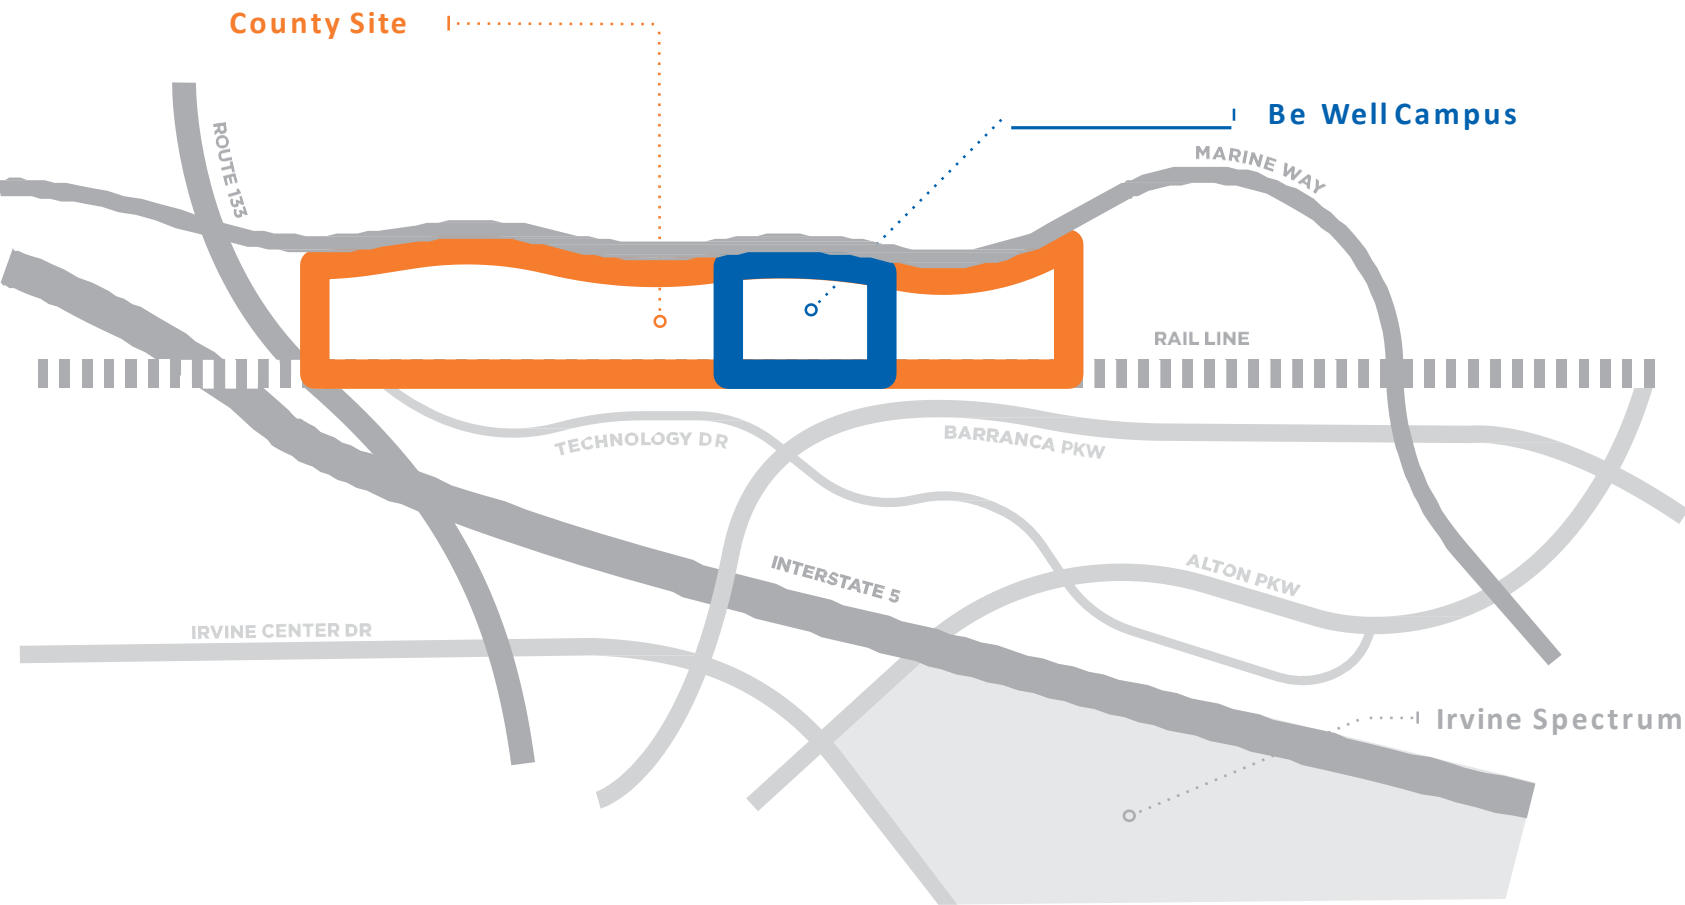 County Site
Be Well Campus
MARINE WAY
ROUTE 133
RAIL LINE
TECHNOLOGY DR
BARRANCA PKW
INTERSTATE 5
ALTON PKW
IRVINE CENTER DR
Irvine Spectrum